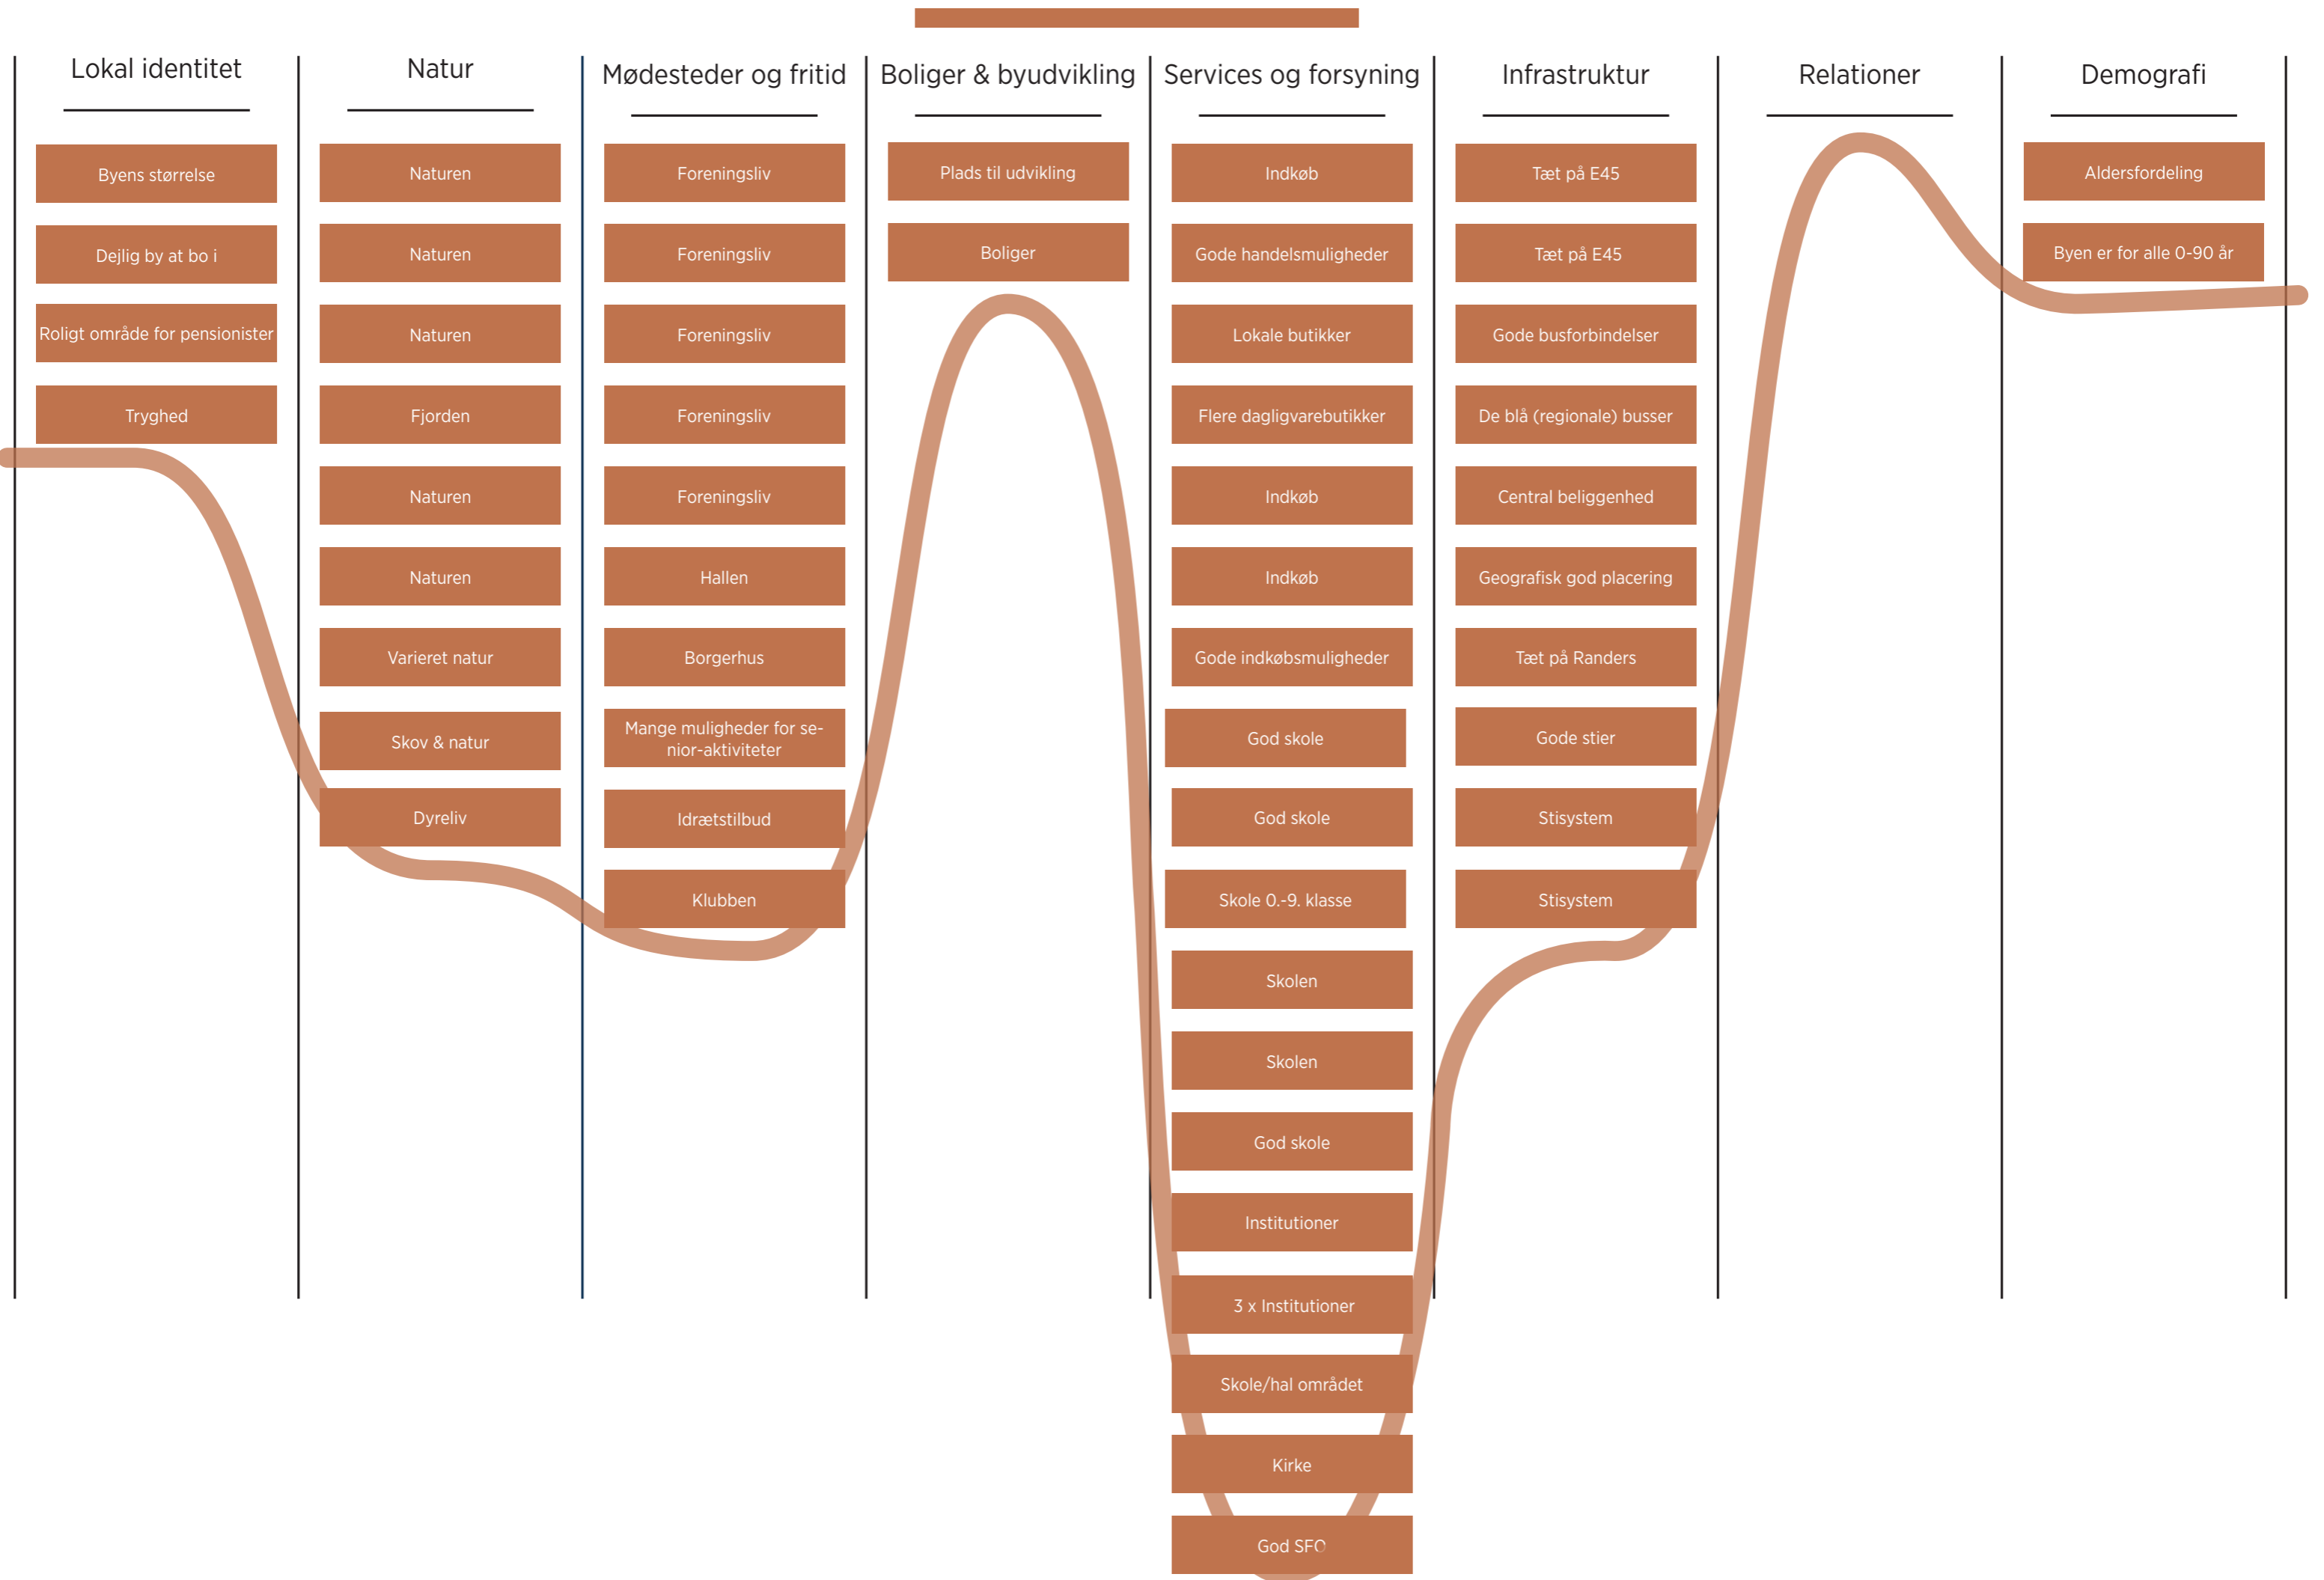 Lokal identitet
Byens størrelse
Dejlig by at bo i
Roligt område for pensionister
Tryghed
Natur
Naturen
Naturen
Naturen
Fjorden
Naturen
Naturen
Varieret natur
Skov & natur
Dyreliv
Mødesteder og fritid
Foreningsliv
Foreningsliv
Foreningsliv
Foreningsliv
Foreningsliv
Hallen
Borgerhus
Mange muligheder for se-
nior-aktiviteter
Idrætstilbud
Klubben
Boliger & byudvikling
Plads til udvikling
Boliger
Services og forsyning
Indkøb
Gode handelsmuligheder
Lokale butikker
Flere dagligvarebutikker
Indkøb
Indkøb
Gode indkøbsmuligheder
God skole
God skole
Skole 0.-9. klasse
Skolen
Skolen
God skole
Institutioner
3 x Institutioner
Skole/hal området
Kirke
God SFO
Infrastruktur
Tæt på E45
Tæt på E45
Gode busforbindelser
De blå (regionale) busser
Central beliggenhed
Geografisk god placering
Tæt på Randers
Gode stier
Stisystem
Stisystem
Relationer
Demografi
Aldersfordeling
Byen er for alle 0-90 år